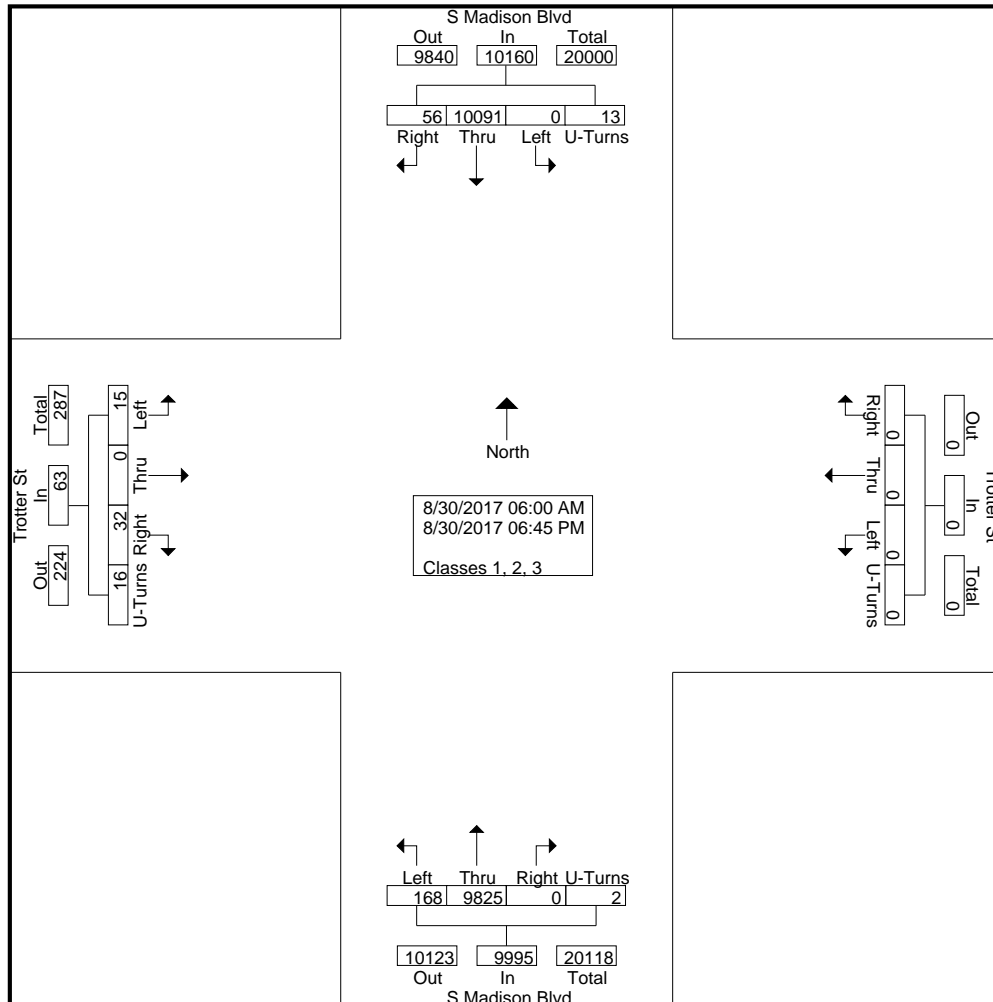 S Madison Blvd
Out In Total
9840 10160 20000
56 10091 0 13
Right Thru Left U-Turns
Trotter St
Total In Out
287 63 224
15 0 32 16
Left Thru Right U-Turns
North
8/30/2017 06:00 AM
8/30/2017 06:45 PM
Classes 1, 2, 3
Right Thru Left U-Turns
0 0 0 0
Out In Total
0 0 0
Trotter St
Left Thru Right U-Turns
168 9825 0 2
10123 9995 20118
Out In Total
S Madison Blvd